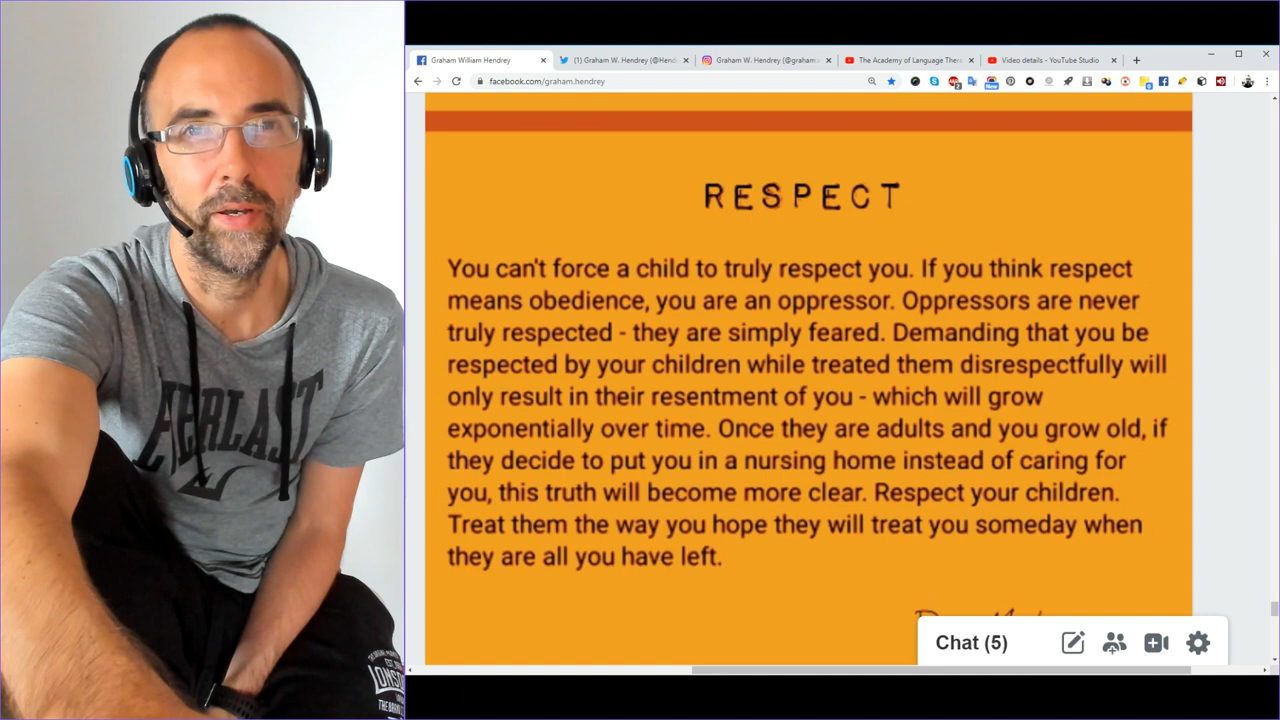 Graham William Hendrey
(1) Graham W. Hendrey (@Hend
Graham W. Hendrey (@graham
The Academy of Language Thera
Video details - YouTube Studio
facebook.com/graham.hendrey
RESPECT
You can't force a child to truly respect you. If you think respect
means obedience, you are an oppressor. Oppressors are never
truly respected - they are simply feared. Demanding that you be
respected by your children while treated them disrespectfully will
only result in their resentment of you - which will grow
exponentially over time. Once they are adults and you grow old, if
they decide to put you in a nursing home instead of caring for
you, this truth will become more clear. Respect your children.
Treat them the way you hope they will treat you someday when
they are all you have left.
Chat (5)
EVERLAST
LONSD